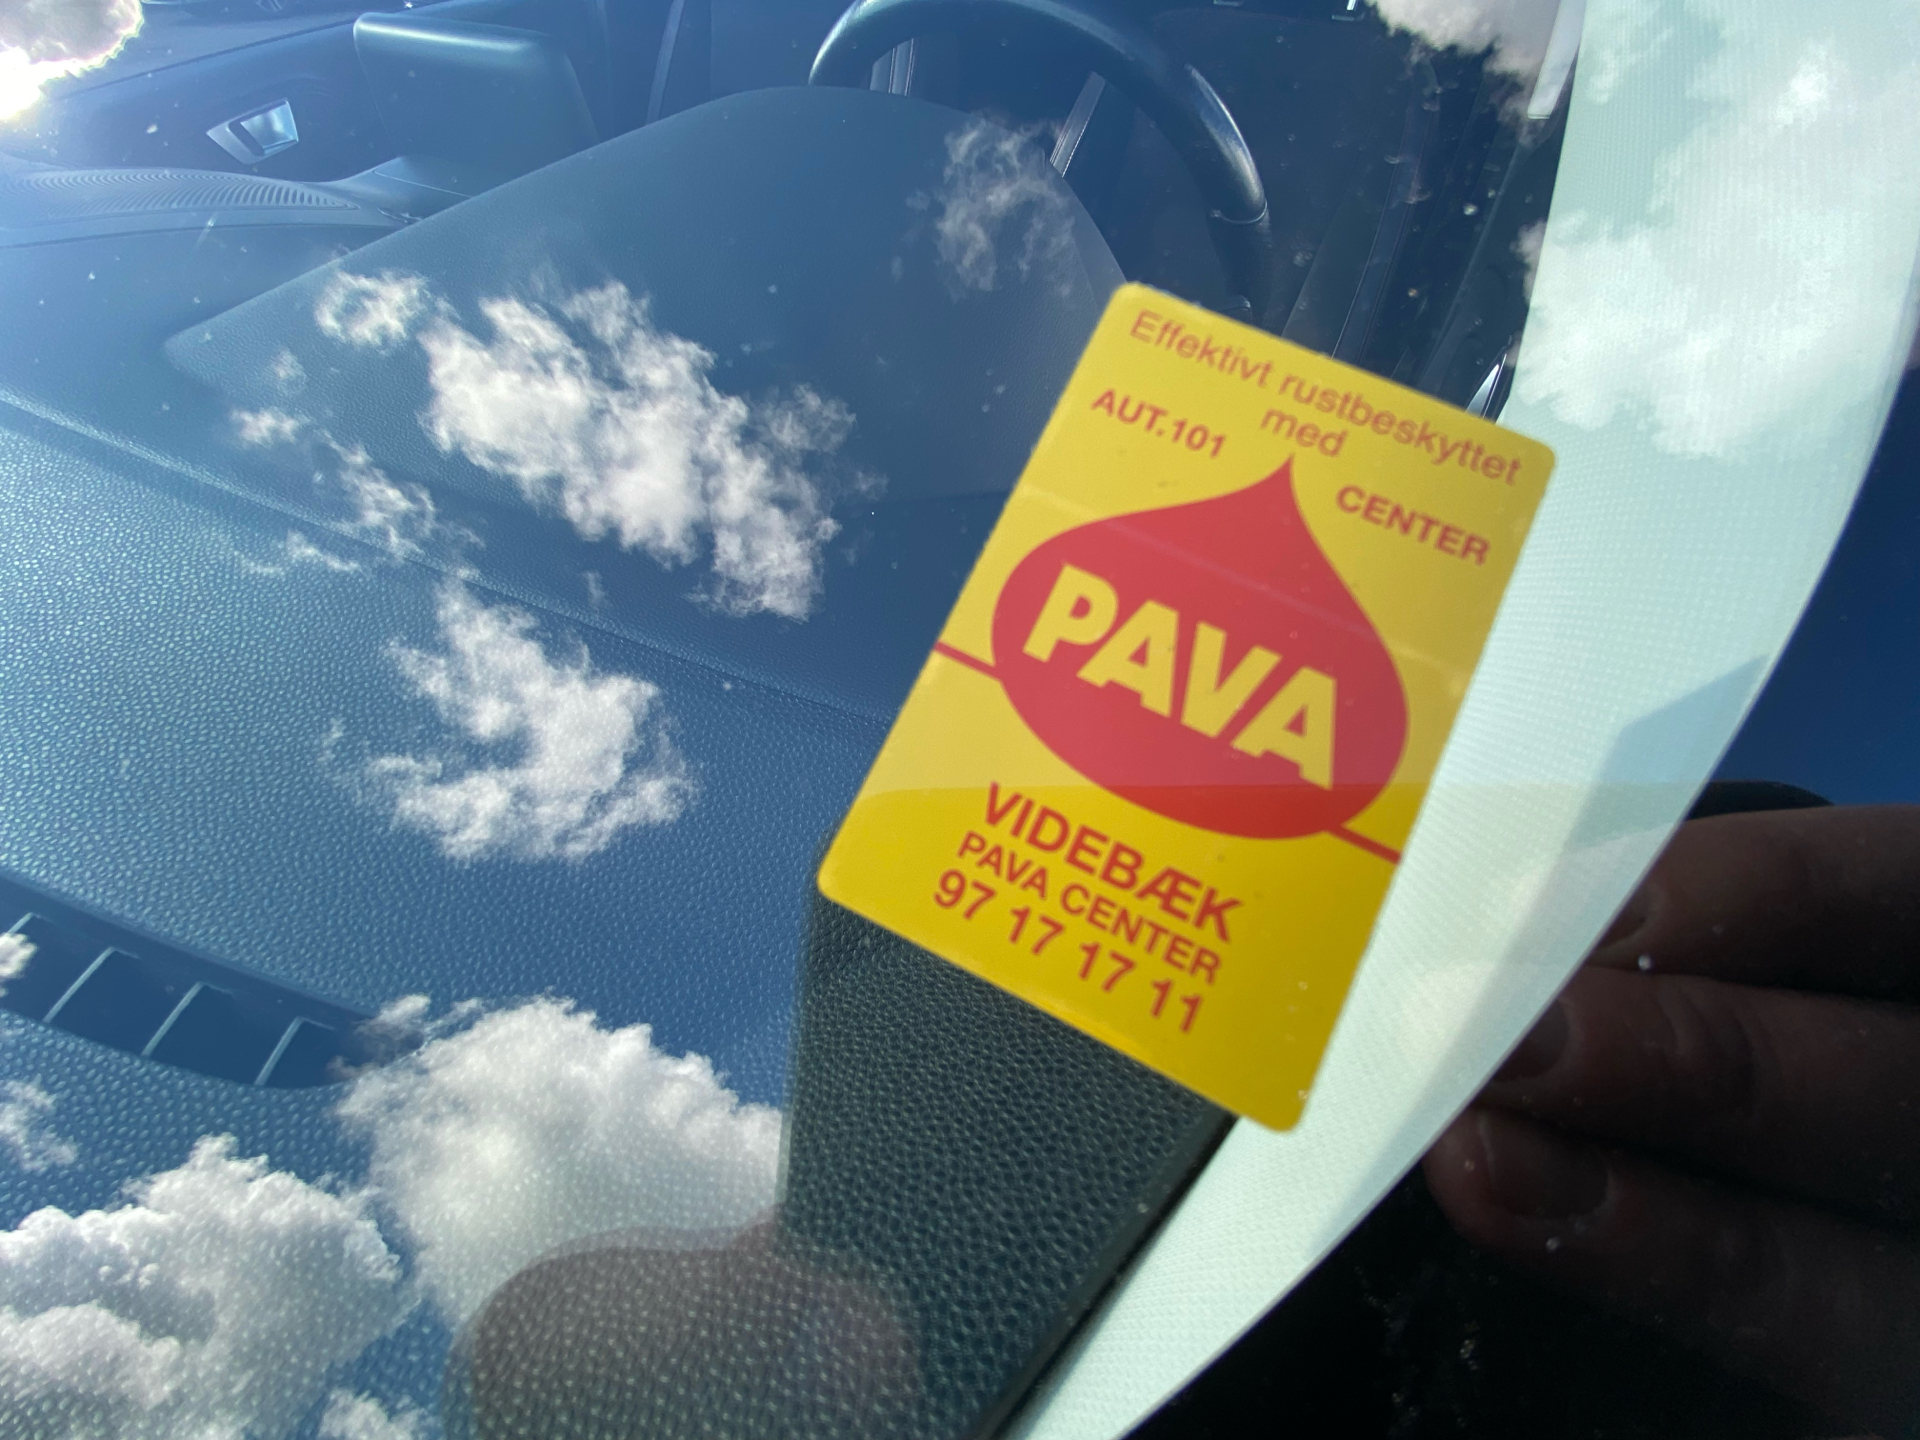 Effektivt rustbeskyttet
med
AUT.101
CENTER
PAVA
VIDEBÆK
PAVA CENTER
97 17 17 11